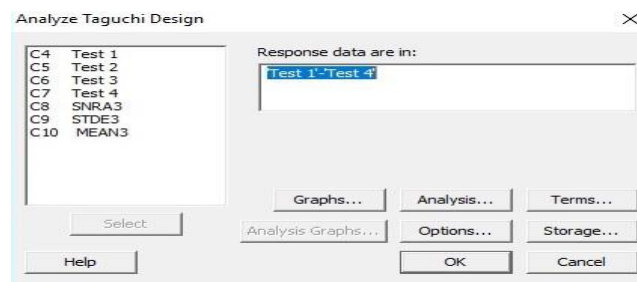 Analyze Taguchi Design
Response data are in:
C4 Test 1
C5 Test 2
C6 Test 3
C7 Test 4
C8 SNRA3
C9 STDE3
C10 MEAN3
'Test 1'-'Test 4'
Graphs... Analysis... Terms...
Select
Analysis Graphs... Options... Storage...
Help OK Cancel